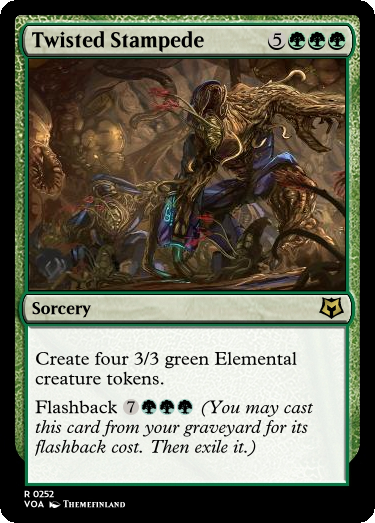 Twisted Stampede 5
Sorcery
Create four 3/3 green Elemental
creature tokens.
Flashback 7 (You may cast
this card from your graveyard for its
flashback cost. Then exile it.)
R 0252
VOA Themefinland